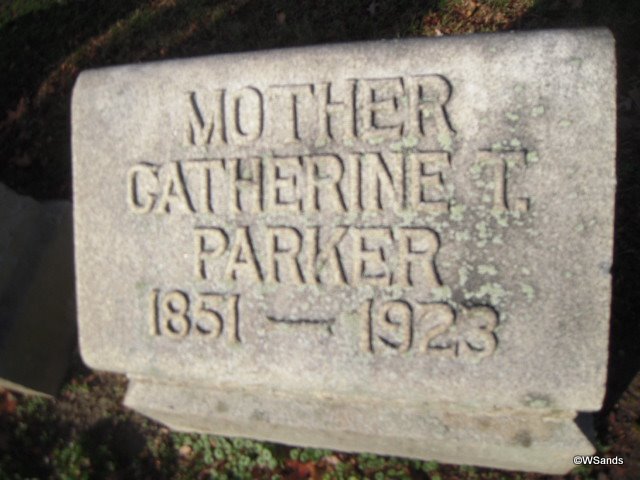 MOTHER
CATHERINE T.
PARKER
1851 — 1923
©WSands